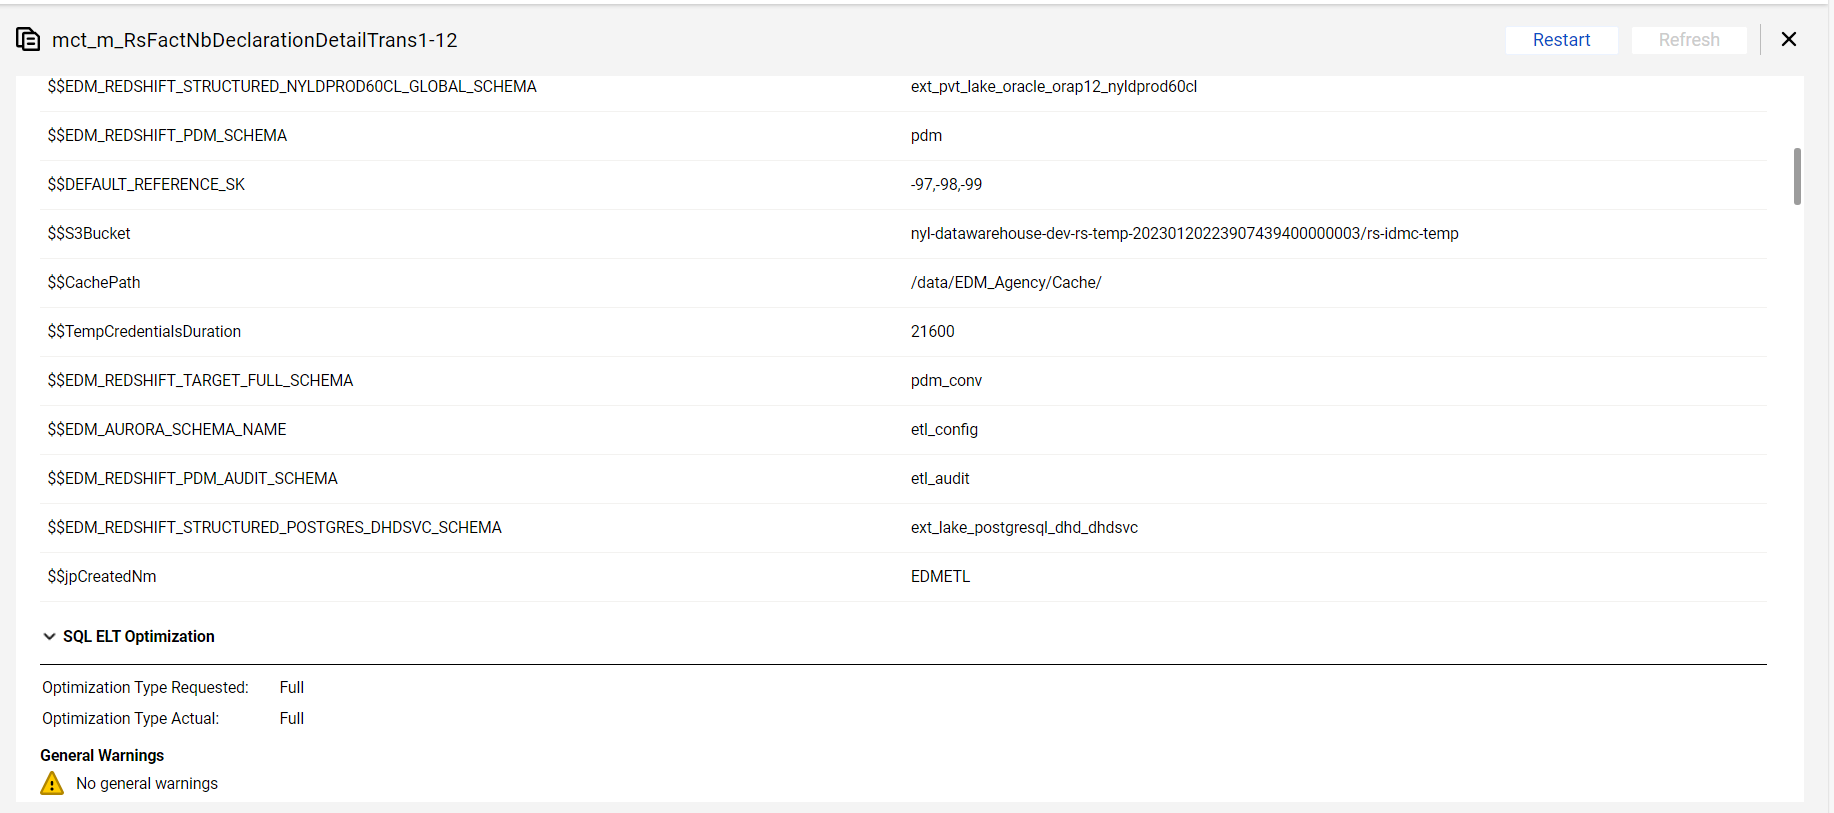 mct_m_RsFactNbDeclarationDetailTrans1-12
Restart
Refresh
$$EDM_REDSHIFT_STRUCTURED_NYLDPROD60CL_GLOBAL_SCHEMA ext_pvt_lake_oracle_orap12_nyldprod60cl
$$EDM_REDSHIFT_PDM_SCHEMA pdm
$$DEFAULT_REFERENCE_SK -97,-98,-99
$$S3Bucket nyl-datawarehouse-dev-rs-temp-20230120223907439400000003/rs-idmc-temp
$$CachePath /data/EDM_Agency/Cache/
$$TempCredentialsDuration 21600
$$EDM_REDSHIFT_TARGET_FULL_SCHEMA pdm_conv
$$EDM_AURORA_SCHEMA_NAME etl_config
$$EDM_REDSHIFT_PDM_AUDIT_SCHEMA etl_audit
$$EDM_REDSHIFT_STRUCTURED_POSTGRES_DHDSVC_SCHEMA ext_lake_postgresql_dhd_dhdsvc
$$jpCreatedNm EDMETL
SQL ELT Optimization
Optimization Type Requested: Full
Optimization Type Actual: Full
General Warnings
No general warnings